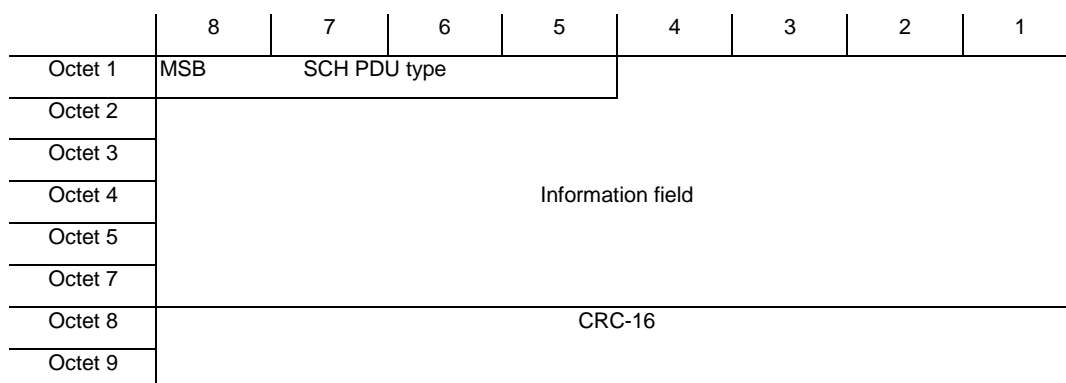 8 7 6 5 4 3 2 1
Octet 1 MSB SCH PDU type
Octet 2
Octet 3
Octet 4 Information field
Octet 5
Octet 7
Octet 8 CRC-16
Octet 9